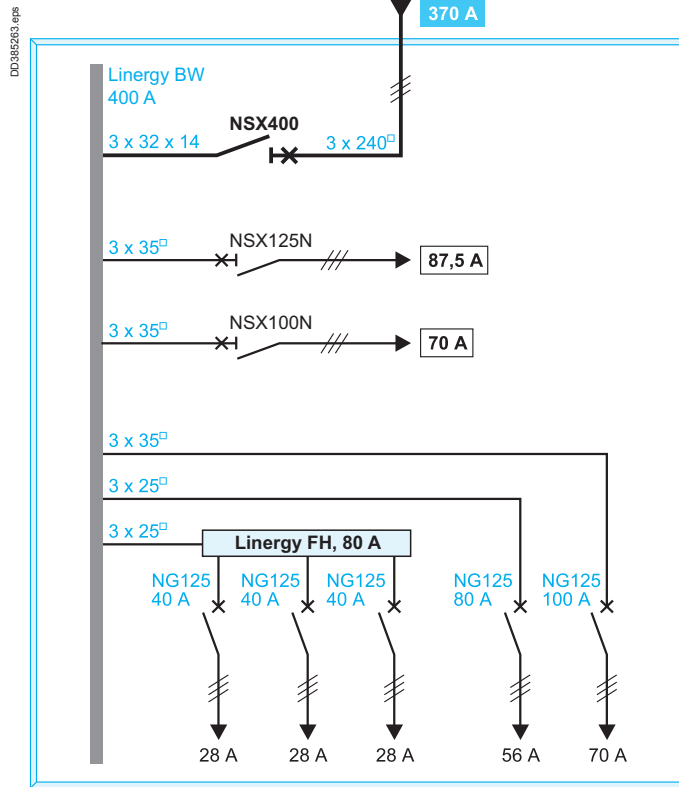 DD385263.eps
370 A
Linergy BW
400 A
NSX400
3 x 32 x 14
3 x 240□
3 x 35□
NSX125N
87,5 A
3 x 35□
NSX100N
70 A
3 x 35□
3 x 25□
3 x 25□
Linergy FH, 80 A
NG125
40 A
NG125
40 A
NG125
40 A
NG125
80 A
NG125
100 A
28 A
28 A
28 A
56 A
70 A